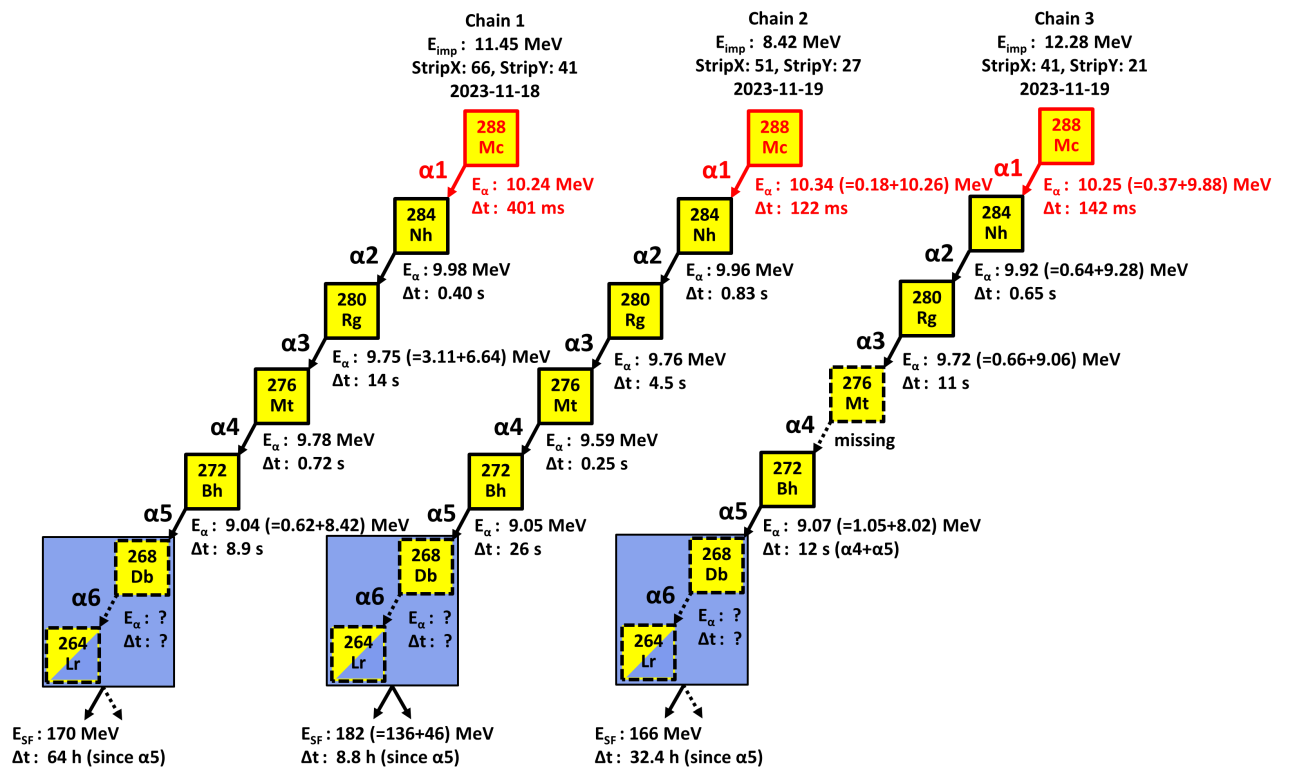 Chain 1
E_imp : 11.45 MeV
StripX: 66, StripY: 41
2023-11-18
288
Mc
α1
Eα : 10.24 MeV
Δt : 401 ms
284
Nh
α2
Eα : 9.98 MeV
Δt : 0.40 s
280
Rg
α3
Eα : 9.75 (=3.11+6.64) MeV
Δt : 14 s
276
Mt
α4
Eα : 9.78 MeV
Δt : 0.72 s
272
Bh
α5
Eα : 9.04 (=0.62+8.42) MeV
Δt : 8.9 s
268
Db
α6
Eα : ?
Δt : ?
264
Lr
E_SF : 170 MeV
Δt : 64 h (since α5)
Chain 2
E_imp : 8.42 MeV
StripX: 51, StripY: 27
2023-11-19
288
Mc
α1
Eα : 10.34 (=0.18+10.26) MeV
Δt : 122 ms
284
Nh
α2
Eα : 9.96 MeV
Δt : 0.83 s
280
Rg
α3
Eα : 9.76 MeV
Δt : 4.5 s
276
Mt
α4
Eα : 9.59 MeV
Δt : 0.25 s
272
Bh
α5
Eα : 9.05 MeV
Δt : 26 s
268
Db
α6
Eα : ?
Δt : ?
264
Lr
E_SF : 182 (=136+46) MeV
Δt : 8.8 h (since α5)
Chain 3
E_imp : 12.28 MeV
StripX: 41, StripY: 21
2023-11-19
288
Mc
α1
Eα : 10.25 (=0.37+9.88) MeV
Δt : 142 ms
284
Nh
α2
Eα : 9.92 (=0.64+9.28) MeV
Δt : 0.65 s
280
Rg
α3
Eα : 9.72 (=0.66+9.06) MeV
Δt : 11 s
276
Mt
α4
missing
272
Bh
α5
Eα : 9.07 (=1.05+8.02) MeV
Δt : 12 s (α4+α5)
268
Db
α6
Eα : ?
Δt : ?
264
Lr
E_SF : 166 MeV
Δt : 32.4 h (since α5)